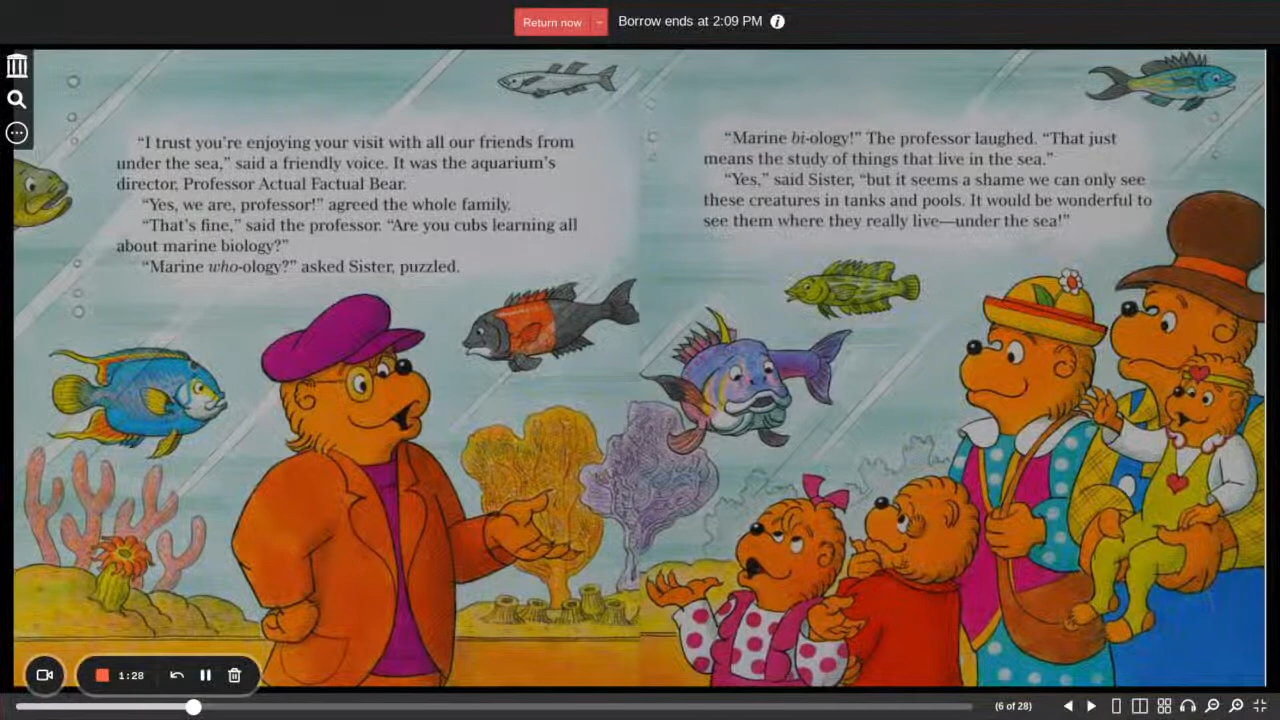 Return now
Borrow ends at 2:09 PM
“I trust you’re enjoying your visit with all our friends from
under the sea,” said a friendly voice. It was the aquarium’s
director, Professor Actual Factual Bear.
“Yes, we are, professor!” agreed the whole family.
“That’s fine,” said the professor. “Are you cubs learning all
about marine biology?”
“Marine who-ology?” asked Sister, puzzled.
“Marine bi-ology!” The professor laughed. “That just
means the study of things that live in the sea.”
“Yes,” said Sister, “but it seems a shame we can only see
these creatures in tanks and pools. It would be wonderful to
see them where they really live—under the sea!”
1:28
(6 of 28)